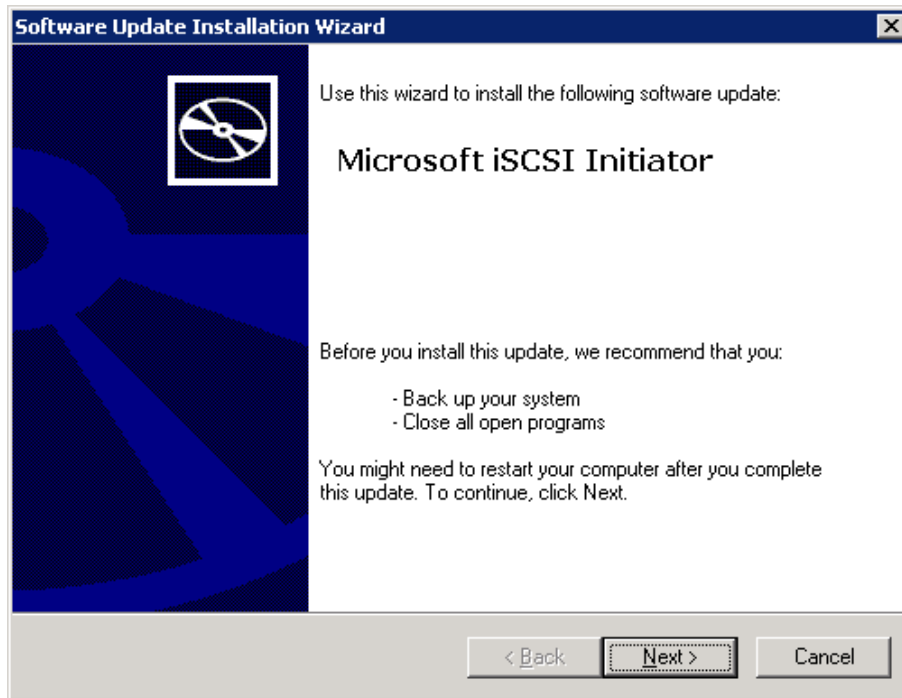 Software Update Installation Wizard
Use this wizard to install the following software update:
Microsoft iSCSI Initiator
Before you install this update, we recommend that you:
- Back up your system
- Close all open programs
You might need to restart your computer after you complete
this update. To continue, click Next.
< Back
Next >
Cancel